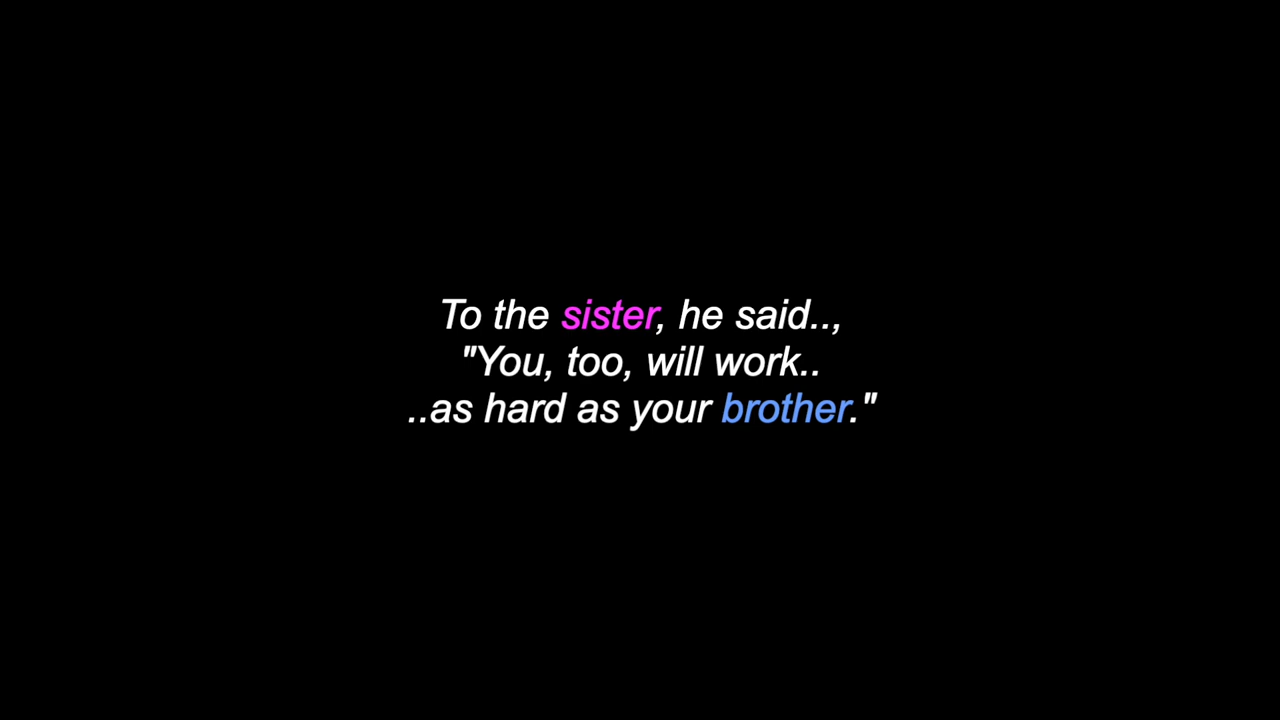 To the sister, he said..,
"You, too, will work..
..as hard as your brother."